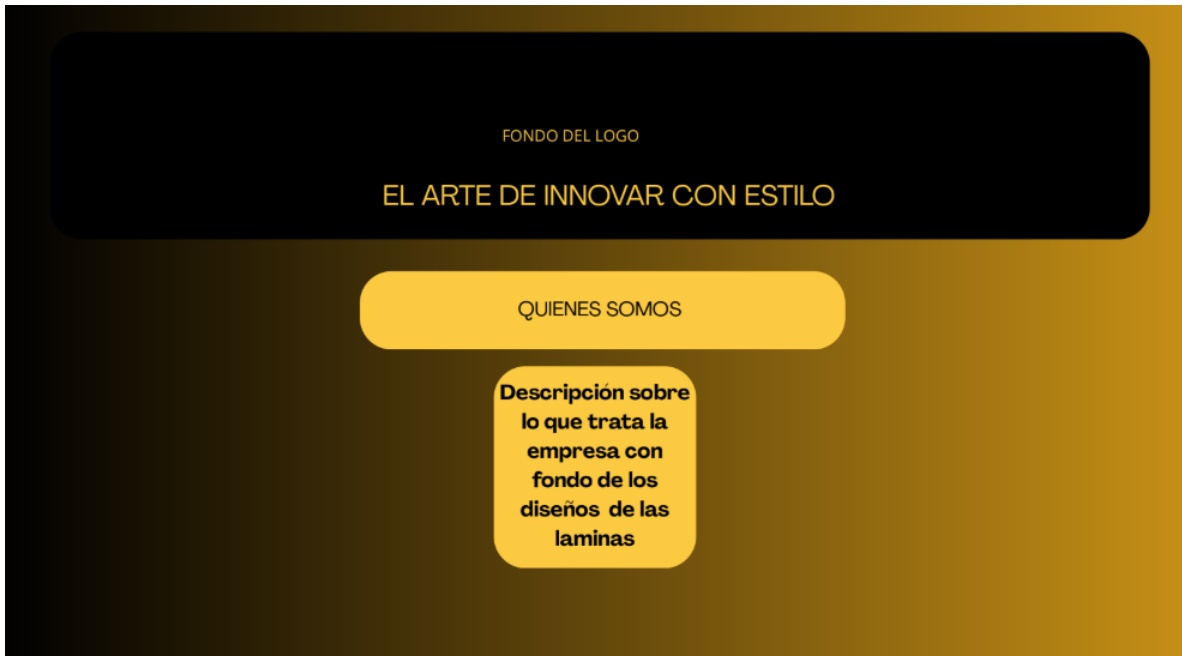 FONDO DEL LOGO
EL ARTE DE INNOVAR CON ESTILO
QUIENES SOMOS
Descripción sobre
lo que trata la
empresa con
fondo de los
diseños  de las
laminas